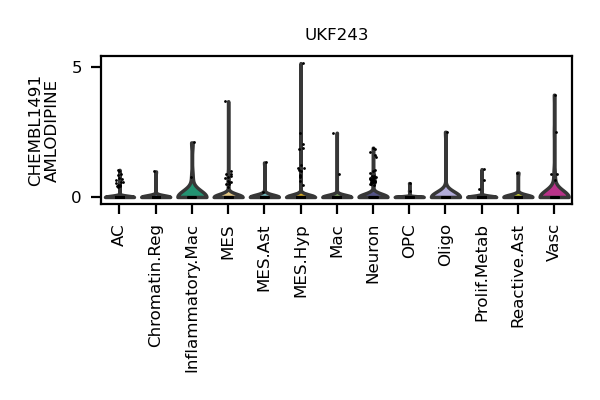 UKF243
CHEMBL1491
AMLODIPINE
5
0
AC
Chromatin.Reg
Inflammatory.Mac
MES
MES.Ast
MES.Hyp
Mac
Neuron
OPC
Oligo
Prolif.Metab
Reactive.Ast
Vasc